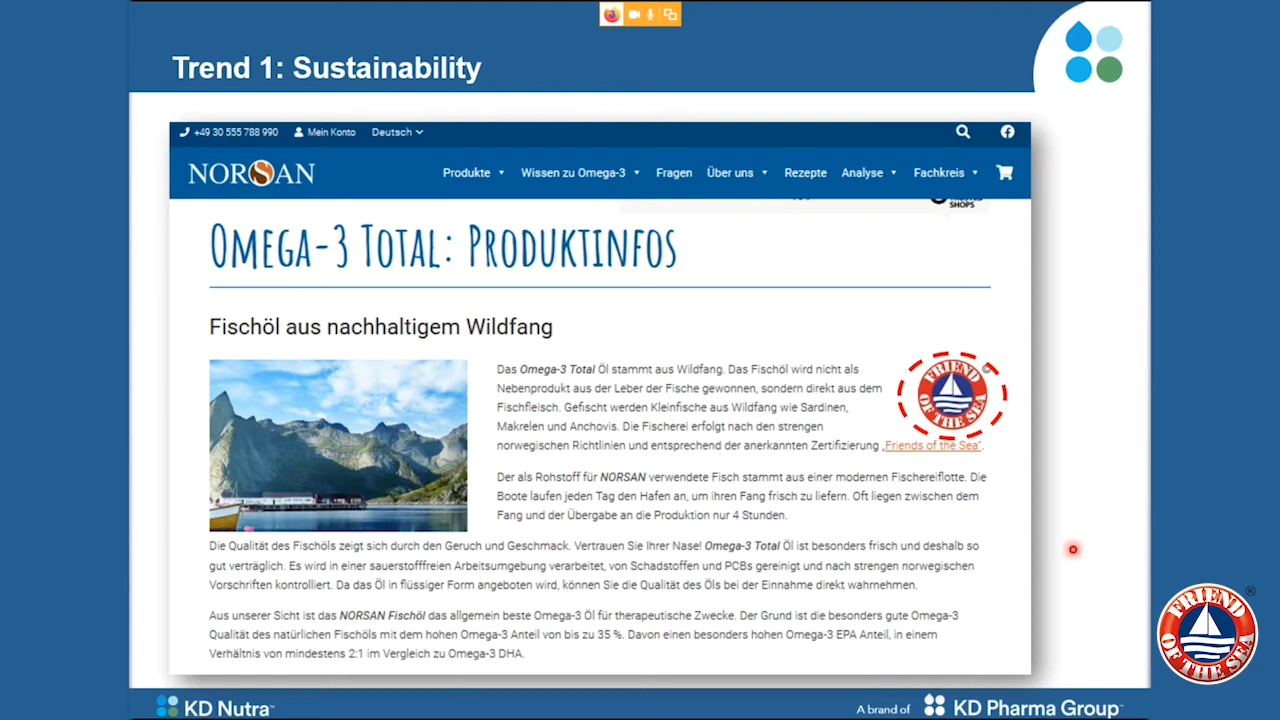 Trend 1: Sustainability
+49 30 555 788 990 Mein Konto Deutsch
NORSAN Produkte Wissen zu Omega-3 Fragen Über uns Rezepte Analyse Fachkreis
SHOPS
Omega-3 Total: Produktinfos
Fischöl aus nachhaltigem Wildfang
Das Omega-3 Total Öl stammt aus Wildfang. Das Fischöl wird nicht als
Nebenprodukt aus der Leber der Fische gewonnen, sondern direkt aus dem
Fischfleisch. Gefischt werden Kleinfische aus Wildfang wie Sardinen,
Makrelen und Anchovis. Die Fischerei erfolgt nach den strengen
norwegischen Richtlinien und entsprechend der anerkannten Zertifizierung „Friends of the Sea“.
FRIEND OF THE SEA
Der als Rohstoff für NORSAN verwendete Fisch stammt aus einer modernen Fischereiflotte. Die
Boote laufen jeden Tag den Hafen an, um ihren Fang frisch zu liefern. Oft liegen zwischen dem
Fang und der Übergabe an die Produktion nur 4 Stunden.
Die Qualität des Fischöls zeigt sich durch den Geruch und Geschmack. Vertrauen Sie Ihrer Nase! Omega-3 Total Öl ist besonders frisch und deshalb so
gut verträglich. Es wird in einer sauerstofffreien Arbeitsumgebung verarbeitet, von Schadstoffen und PCBs gereinigt und nach strengen norwegischen
Vorschriften kontrolliert. Da das Öl in flüssiger Form angeboten wird, können Sie die Qualität des Öls bei der Einnahme direkt wahrnehmen.
Aus unserer Sicht ist das NORSAN Fischöl das allgemein beste Omega-3 Öl für therapeutische Zwecke. Der Grund ist die besonders gute Omega-3
Qualität des natürlichen Fischöls mit dem hohen Omega-3 Anteil von bis zu 35 %. Davon einen besonders hohen Omega-3 EPA Anteil, in einem
Verhältnis von mindestens 2:1 im Vergleich zu Omega-3 DHA.
FRIEND OF THE SEA ®
KD Nutra™ A brand of KD Pharma Group™